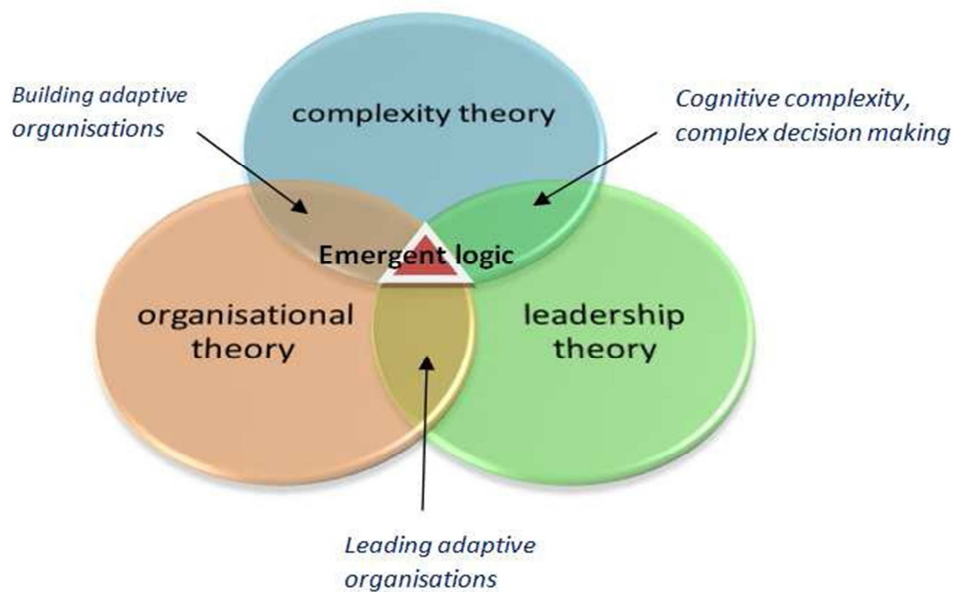 Building adaptive
organisations
complexity theory
Cognitive complexity,
complex decision making
Emergent logic
organisational
theory
leadership
theory
Leading adaptive
organisations